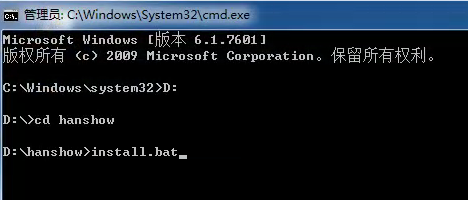 管理员: C:\Windows\System32\cmd.exe
Microsoft Windows [版本 6.1.7601]
版权所有 (c) 2009 Microsoft Corporation。保留所有权利。
C:\Windows\system32>D:
D:\>cd hanshow
D:\hanshow>install.bat